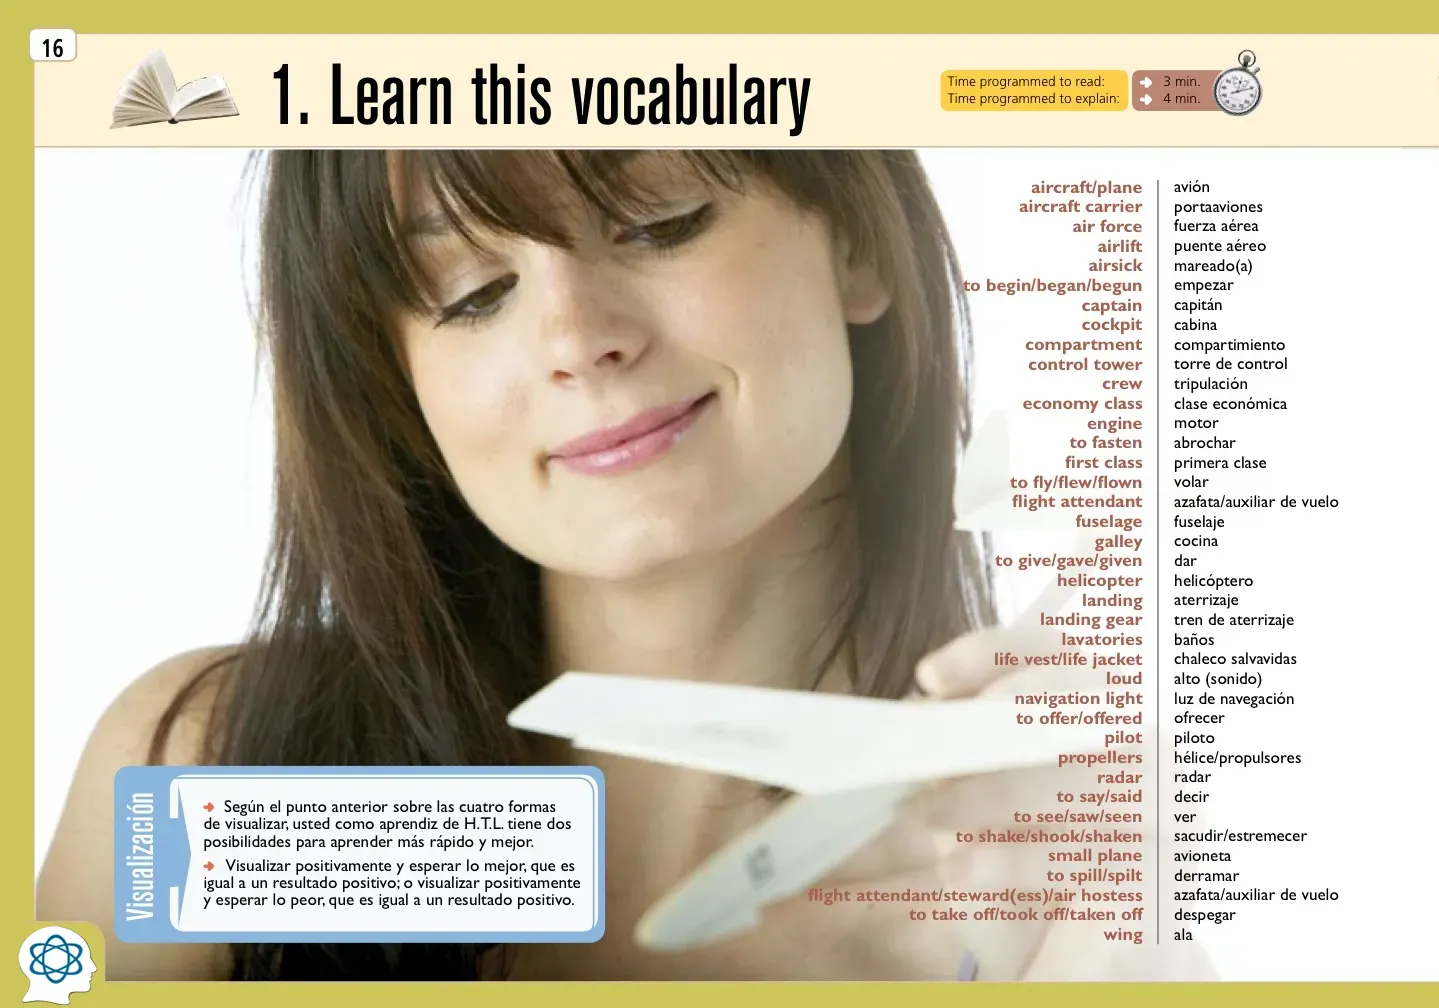 16
1. Learn this vocabulary
Time programmed to read: 3 min.
Time programmed to explain: 4 min.
aircraft/plane avión
aircraft carrier portaaviones
air force fuerza aérea
airlift puente aéreo
airsick mareado(a)
to begin/began/begun empezar
captain capitán
cockpit cabina
compartment compartimiento
control tower torre de control
crew tripulación
economy class clase económica
engine motor
to fasten abrochar
first class primera clase
to fly/flew/flown volar
flight attendant azafata/auxiliar de vuelo
fuselage fuselaje
galley cocina
to give/gave/given dar
helicopter helicóptero
landing aterrizaje
landing gear tren de aterrizaje
lavatories baños
life vest/life jacket chaleco salvavidas
loud alto (sonido)
navigation light luz de navegación
to offer/offered ofrecer
pilot piloto
propellers hélice/propulsores
radar radar
to say/said decir
to see/saw/seen ver
to shake/shook/shaken sacudir/estremecer
small plane avioneta
to spill/spilt derramar
flight attendant/steward(ess)/air hostess azafata/auxiliar de vuelo
to take off/took off/taken off despegar
wing ala
Visualización
Según el punto anterior sobre las cuatro formas
de visualizar, usted como aprendiz de H.T.L. tiene dos
posibilidades para aprender más rápido y mejor.
Visualizar positivamente y esperar lo mejor, que es
igual a un resultado positivo; o visualizar positivamente
y esperar lo peor, que es igual a un resultado positivo.